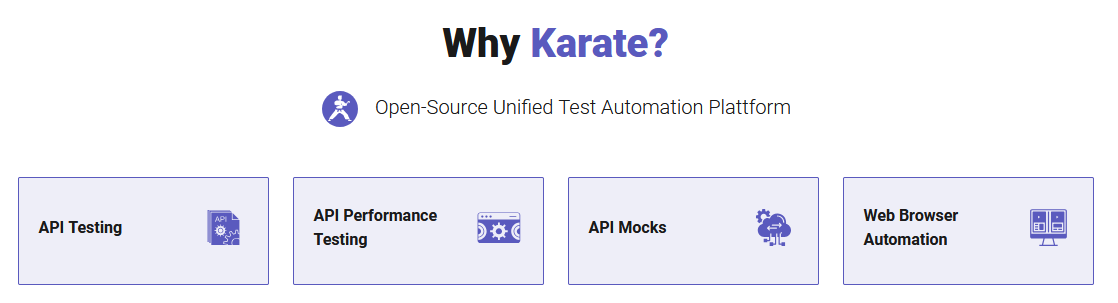 Why Karate?
Open-Source Unified Test Automation Plattform
API Testing
API
API Performance
Testing
API Mocks
Web Browser
Automation